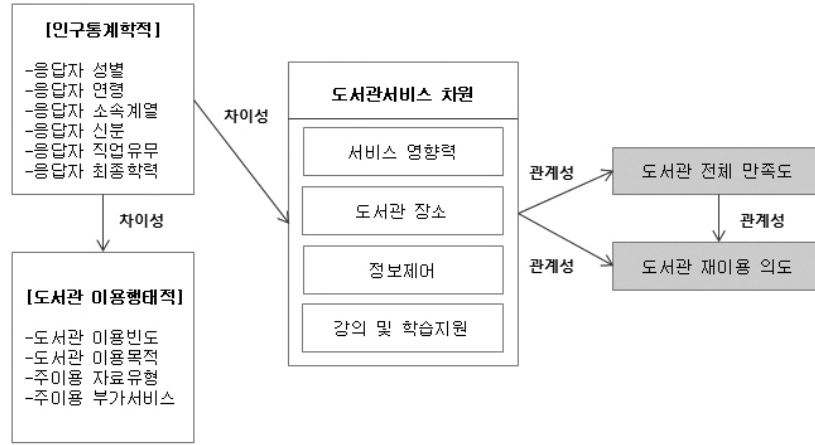 [인구통계학적]
-응답자 성별
-응답자 연령
-응답자 소속계열
-응답자 신분
-응답자 직업유무
-응답자 최종학력
차이성
[도서관 이용행태적]
-도서관 이용빈도
-도서관 이용목적
-주이용 자료유형
-주이용 부가서비스
차이성
도서관서비스 차원
서비스 영향력
도서관 장소
정보제어
강의 및 학습지원
관계성
관계성
도서관 전체 만족도
관계성
도서관 재이용 의도